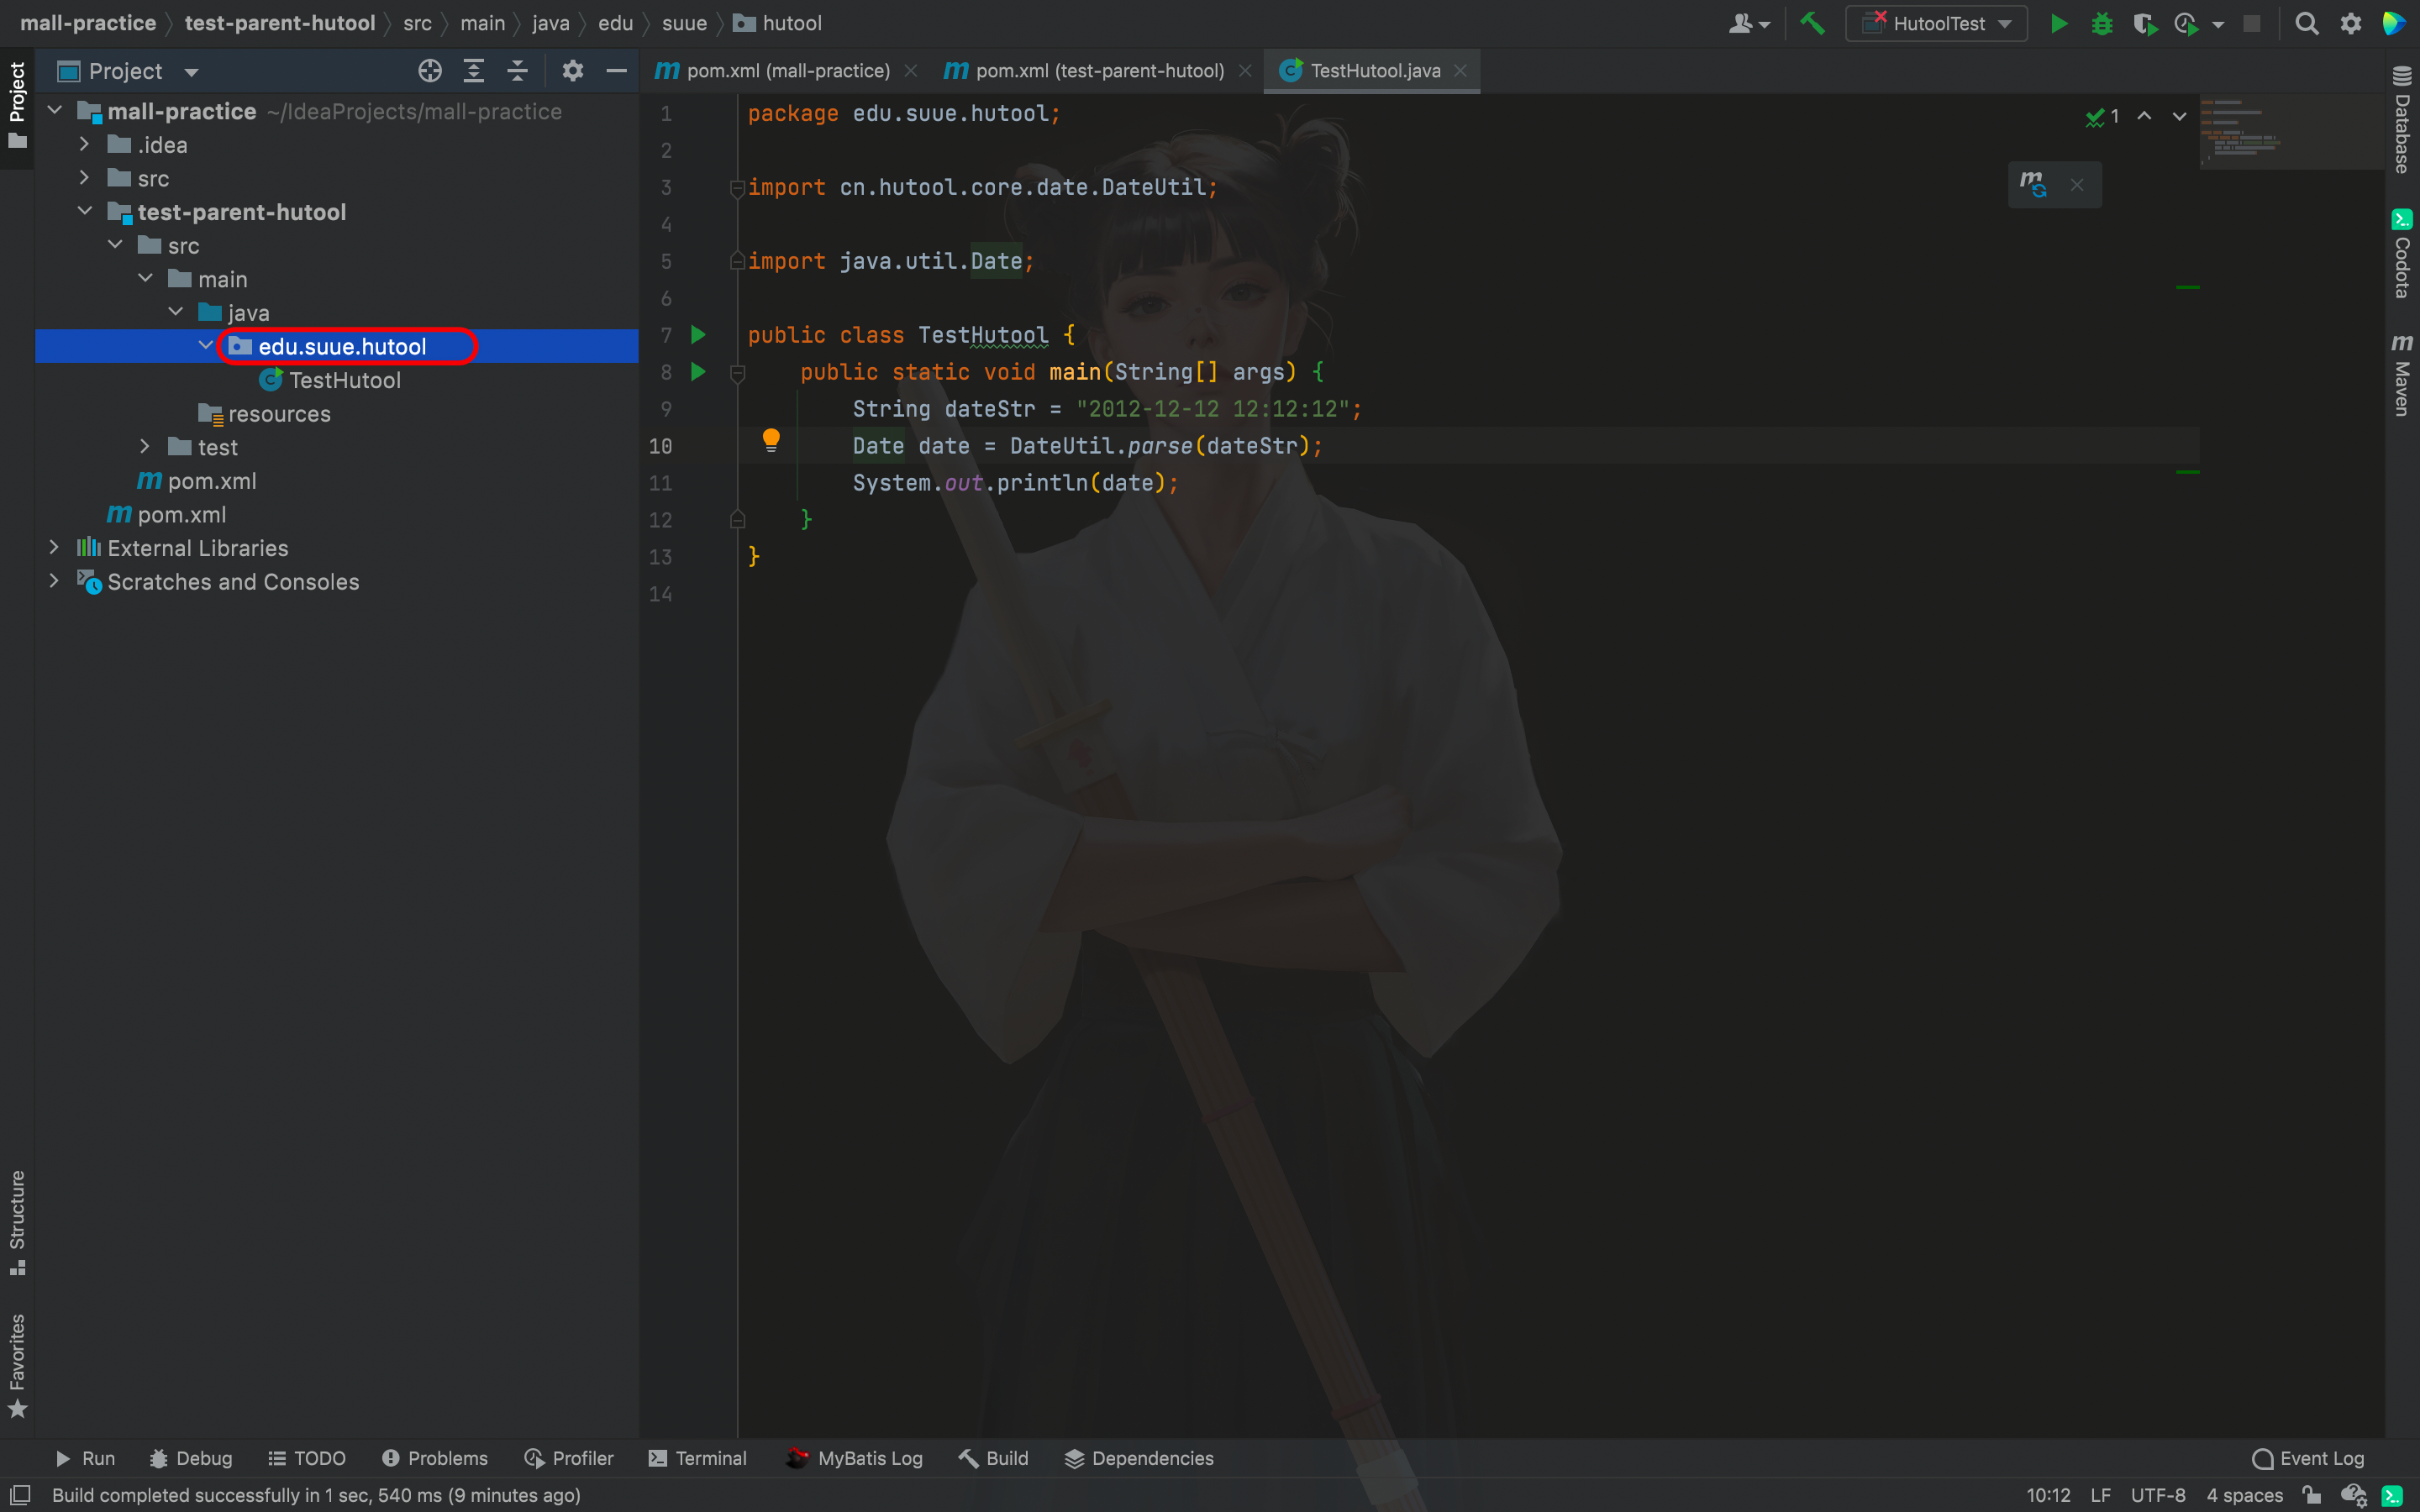 mall-practice test-parent-hutool src main java edu suue hutool HutoolTest
Project
pom.xml (mall-practice) pom.xml (test-parent-hutool) TestHutool.java
Project
mall-practice ~/IdeaProjects/mall-practice
.idea
src
test-parent-hutool
src
main
java
edu.suue.hutool
TestHutool
resources
test
pom.xml
pom.xml
External Libraries
Scratches and Consoles
1 package edu.suue.hutool;
2
3 import cn.hutool.core.date.DateUtil;
4
5 import java.util.Date;
6
7 public class TestHutool {
8 public static void main(String[] args) {
9 String dateStr = "2012-12-12 12:12:12";
10 Date date = DateUtil.parse(dateStr);
11 System.out.println(date);
12 }
13 }
14
1
Database
Codota
Maven
Structure
Favorites
Run Debug TODO Problems Profiler Terminal MyBatis Log Build Dependencies Event Log
Build completed successfully in 1 sec, 540 ms (9 minutes ago) 10:12 LF UTF-8 4 spaces